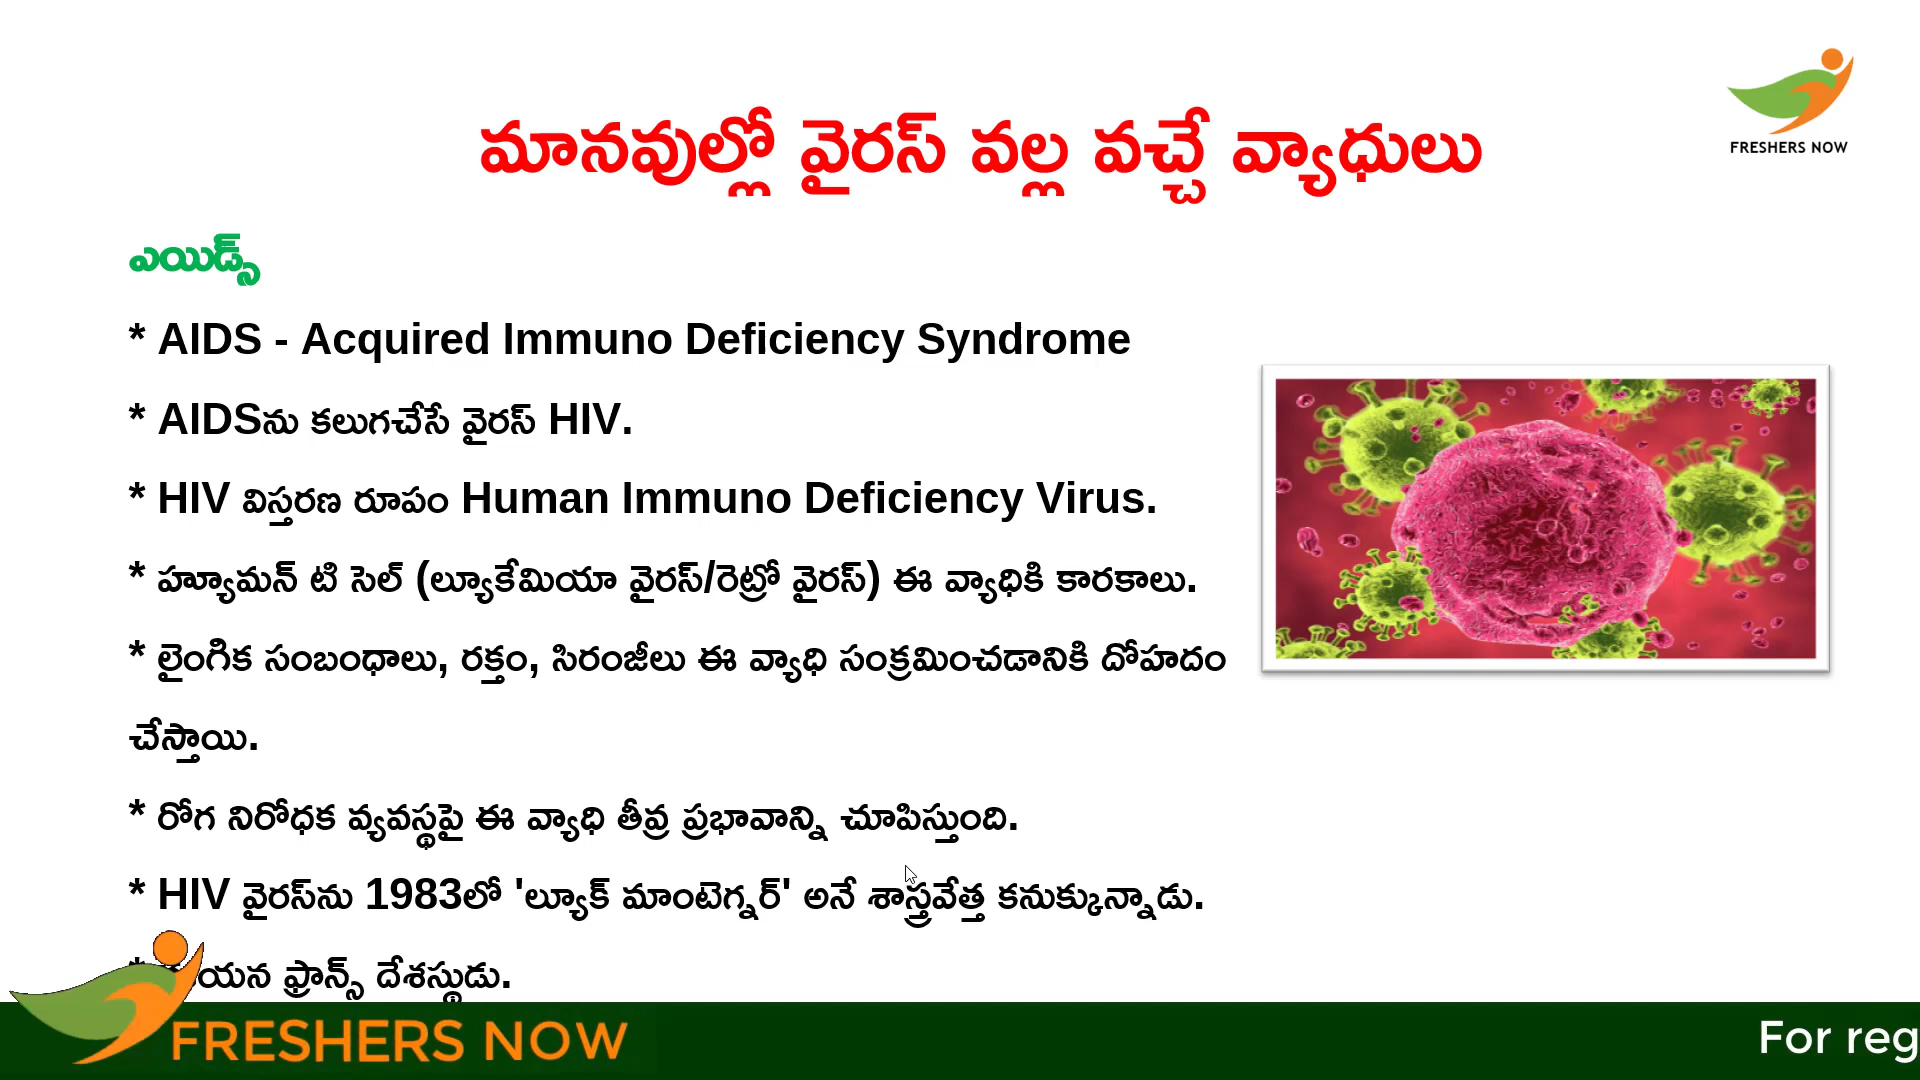 FRESHERS NOW
మానవుల్లో వైరస్ వల్ల వచ్చే వ్యాధులు
ఎయిడ్స్
* AIDS - Acquired Immuno Deficiency Syndrome
* AIDSను కలుగచేసే వైరస్ HIV.
* HIV విస్తరణ రూపం Human Immuno Deficiency Virus.
* హ్యూమన్ టి సెల్ (ల్యూకేమియా వైరస్/రెట్రో వైరస్) ఈ వ్యాధికి కారకాలు.
* లైంగిక సంబంధాలు, రక్తం, సిరంజీలు ఈ వ్యాధి సంక్రమించడానికి దోహదం
చేస్తాయి.
* రోగ నిరోధక వ్యవస్థపై ఈ వ్యాధి తీవ్ర ప్రభావాన్ని చూపిస్తుంది.
* HIV వైరస్‌ను 1983లో 'ల్యూక్ మాంటెగ్నర్' అనే శాస్త్రవేత్త కనుక్కున్నాడు.
* ఫ్రాన్స్ దేశస్థుడు.
FRESHERS NOW
For reg